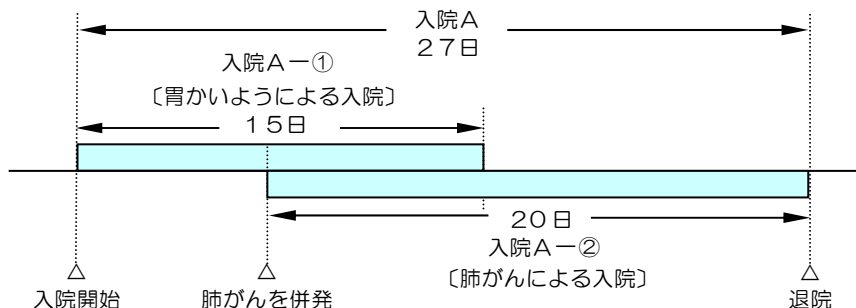 入院A
27日
入院A－①
〔胃かいようによる入院〕
15日
20日
入院A－②
〔肺がんによる入院〕
△ △ △
入院開始 肺がんを併発 退院